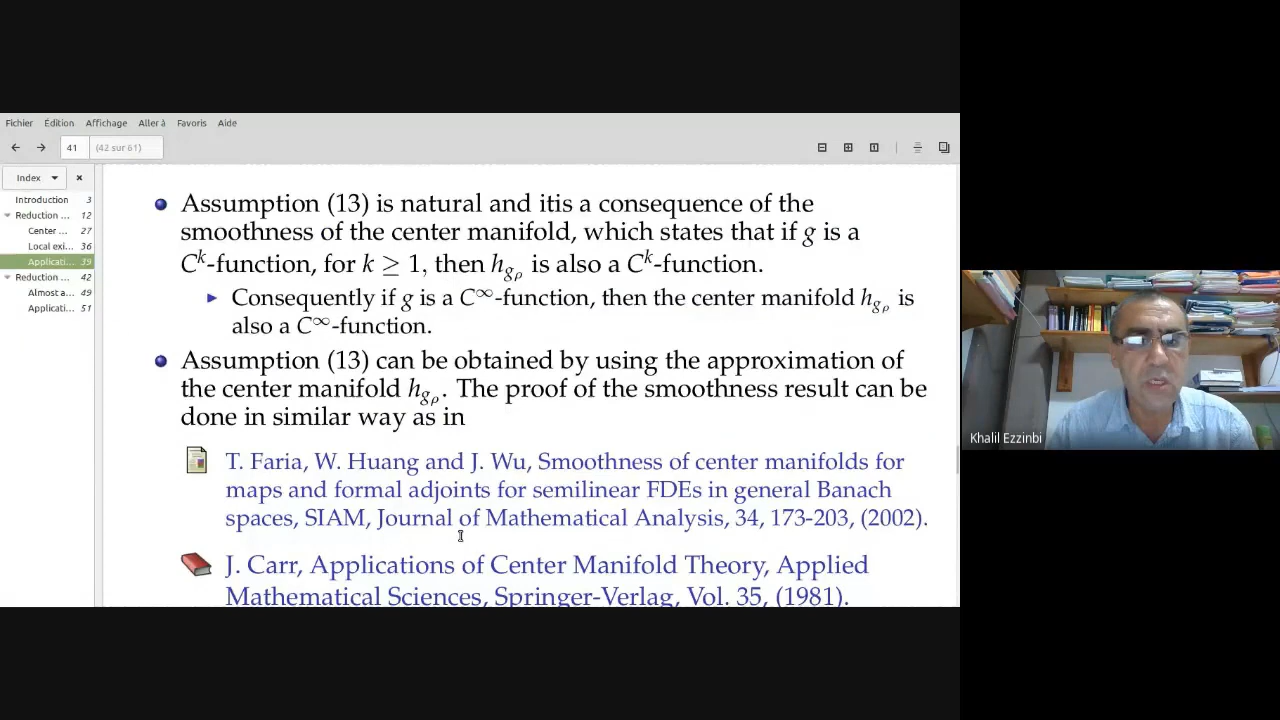 Fichier Édition Affichage Aller à Favoris Aide
41 (42 sur 61)
Index
Introduction 3
Reduction ... 12
Center ... 27
Local exi... 36
Applicati... 39
Reduction ... 42
Almost a... 49
Applicati... 51
Assumption (13) is natural and itis a consequence of the
smoothness of the center manifold, which states that if g is a
Cᵏ-function, for k ≥ 1, then h_{g_ρ} is also a Cᵏ-function.
Consequently if g is a C^∞-function, then the center manifold h_{g_ρ} is
also a C^∞-function.
Assumption (13) can be obtained by using the approximation of
the center manifold h_{g_ρ}. The proof of the smoothness result can be
done in similar way as in
T. Faria, W. Huang and J. Wu, Smoothness of center manifolds for
maps and formal adjoints for semilinear FDEs in general Banach
spaces, SIAM, Journal of Mathematical Analysis, 34, 173-203, (2002).
J. Carr, Applications of Center Manifold Theory, Applied
Mathematical Sciences, Springer-Verlag, Vol. 35, (1981).
Khalil Ezzinbi